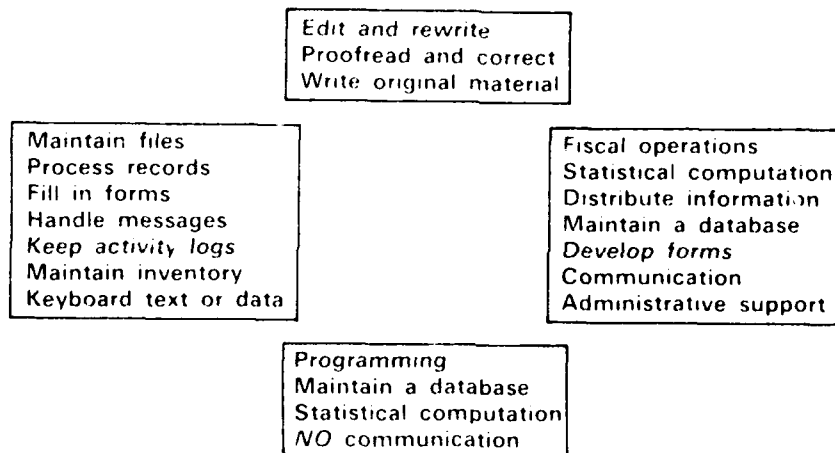 Edit and rewrite
Proofread and correct
Write original material
Maintain files
Process records
Fill in forms
Handle messages
Keep activity logs
Maintain inventory
Keyboard text or data
Fiscal operations
Statistical computation
Distribute information
Maintain a database
Develop forms
Communication
Administrative support
Programming
Maintain a database
Statistical computation
NO communication